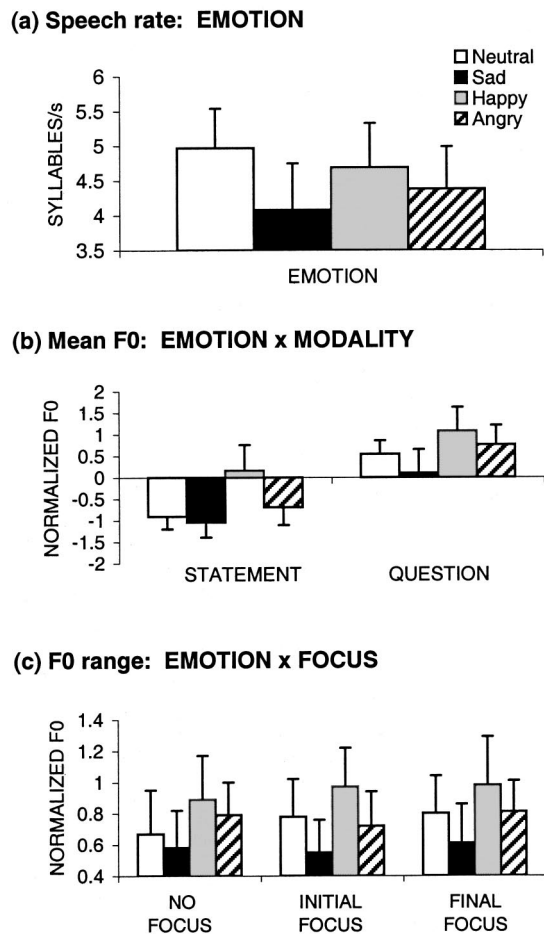 (a) Speech rate: EMOTION
Neutral
Sad
Happy
Angry
SYLLABLES/s
6
5.5
5
4.5
4
3.5
EMOTION
(b) Mean F0: EMOTION x MODALITY
NORMALIZED F0
2
1.5
1
0.5
0
-0.5
-1
-1.5
-2
STATEMENT
QUESTION
(c) F0 range: EMOTION x FOCUS
NORMALIZED F0
1.4
1.2
1
0.8
0.6
0.4
NO
FOCUS
INITIAL
FOCUS
FINAL
FOCUS